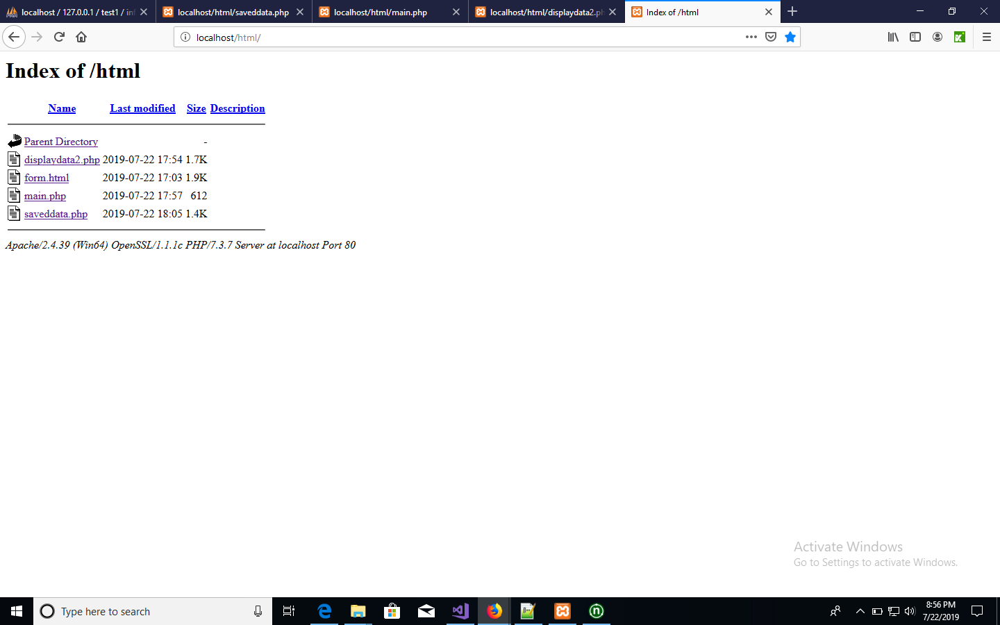 localhost / 127.0.0.1 / test1 / inf
localhost/html/saveddata.php
localhost/html/main.php
localhost/html/displaydata2.ph
Index of /html
localhost/html/
Index of /html
Name Last modified Size Description
Parent Directory -
displaydata2.php 2019-07-22 17:54 1.7K
form.html 2019-07-22 17:03 1.9K
main.php 2019-07-22 17:57 612
saveddata.php 2019-07-22 18:05 1.4K
Apache/2.4.39 (Win64) OpenSSL/1.1.1c PHP/7.3.7 Server at localhost Port 80
Activate Windows
Go to Settings to activate Windows.
Type here to search
8:56 PM
7/22/2019